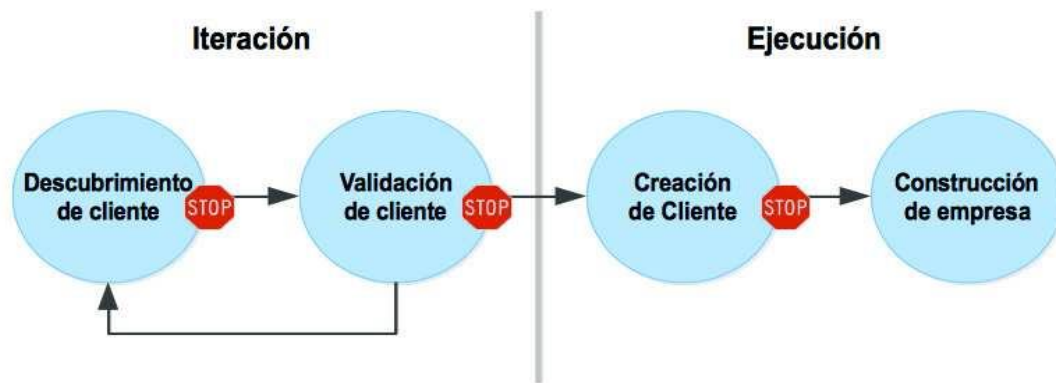 Iteración
Ejecución
Descubrimiento
de cliente
STOP
Validación
de cliente
STOP
Creación
de Cliente
STOP
Construcción
de empresa